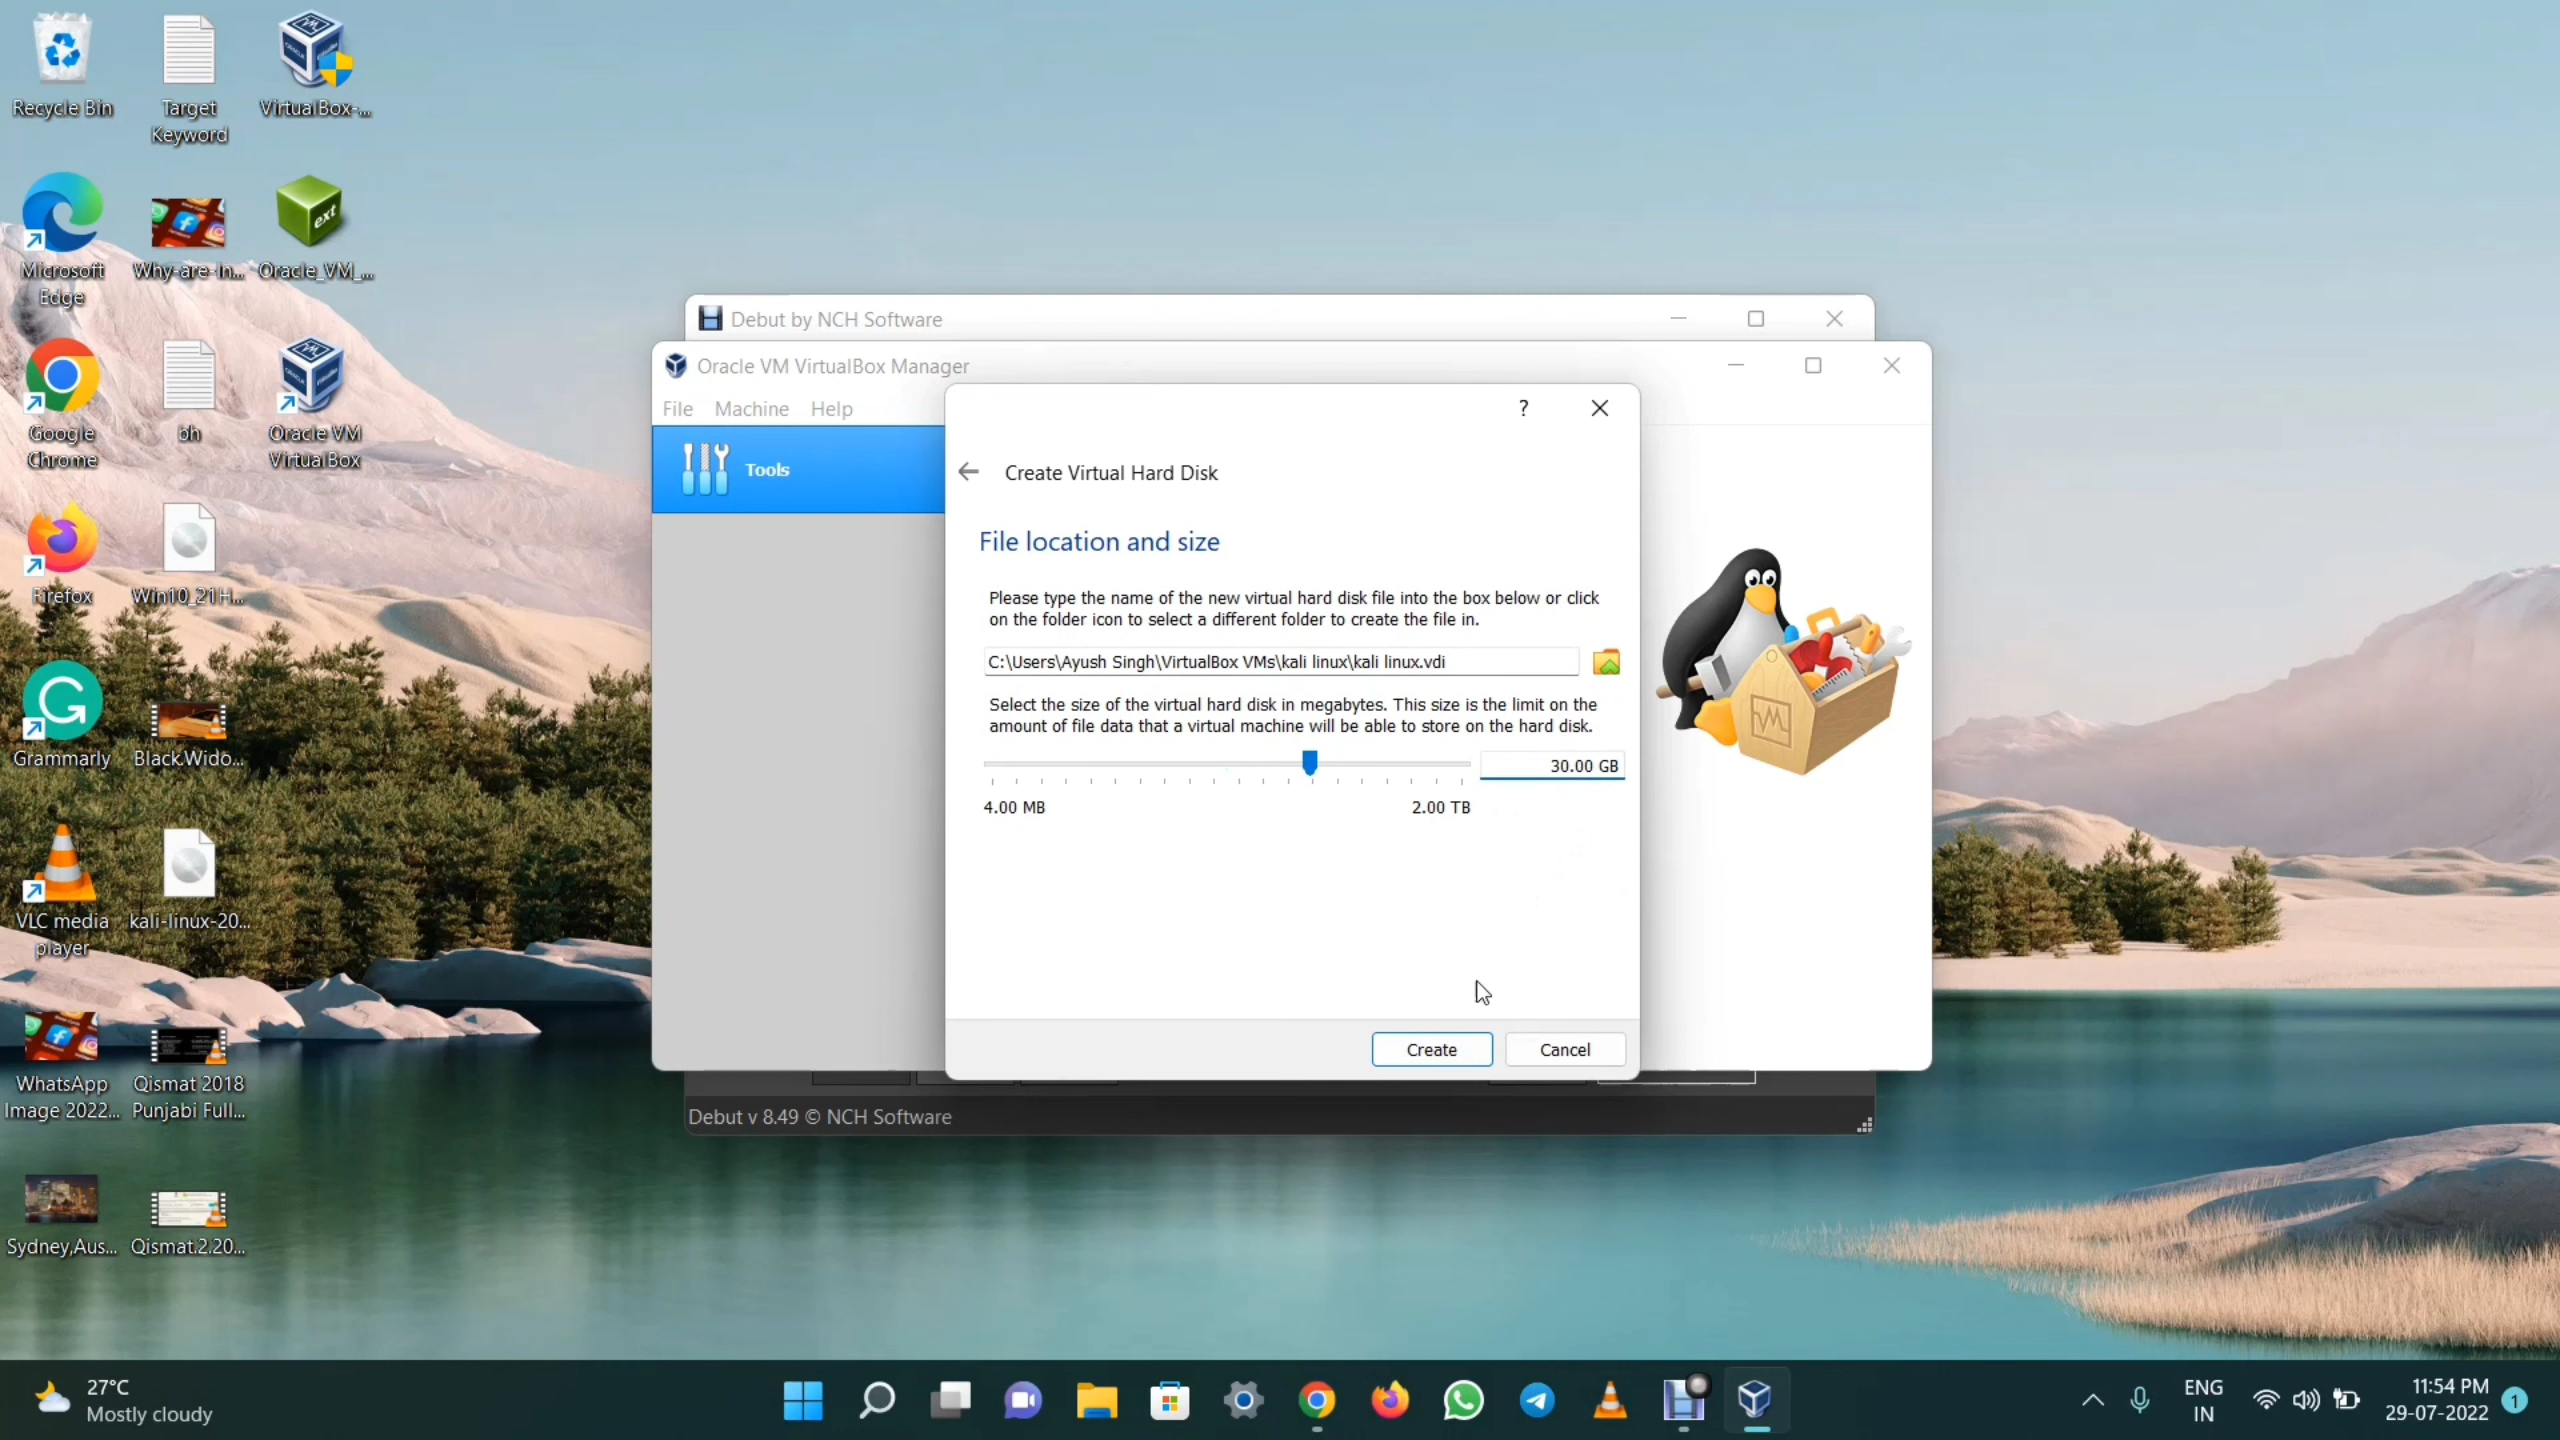 Recycle Bin
Target
Keyword
VirtualBox-...
Microsoft
Edge
Why-are-In...
Oracle_VM_...
ext
Google
Chrome
bh
Oracle VM
VirtualBox
Firefox
Win10_21H...
Grammarly
Black.Wido...
VLC media
player
kali-linux-20...
WhatsApp
Image 2022...
Qismat 2018
Punjabi Full...
Sydney,Aus...
Qismat.2.20...
Debut by NCH Software
Oracle VM VirtualBox Manager
File Machine Help
Tools
?
Create Virtual Hard Disk
File location and size
Please type the name of the new virtual hard disk file into the box below or click
on the folder icon to select a different folder to create the file in.
C:\Users\Ayush Singh\VirtualBox VMs\kali linux\kali linux.vdi
Select the size of the virtual hard disk in megabytes. This size is the limit on the
amount of file data that a virtual machine will be able to store on the hard disk.
30.00 GB
4.00 MB
2.00 TB
Create
Cancel
Debut v 8.49 © NCH Software
27°C
Mostly cloudy
ENG
IN
11:54 PM
29-07-2022
1